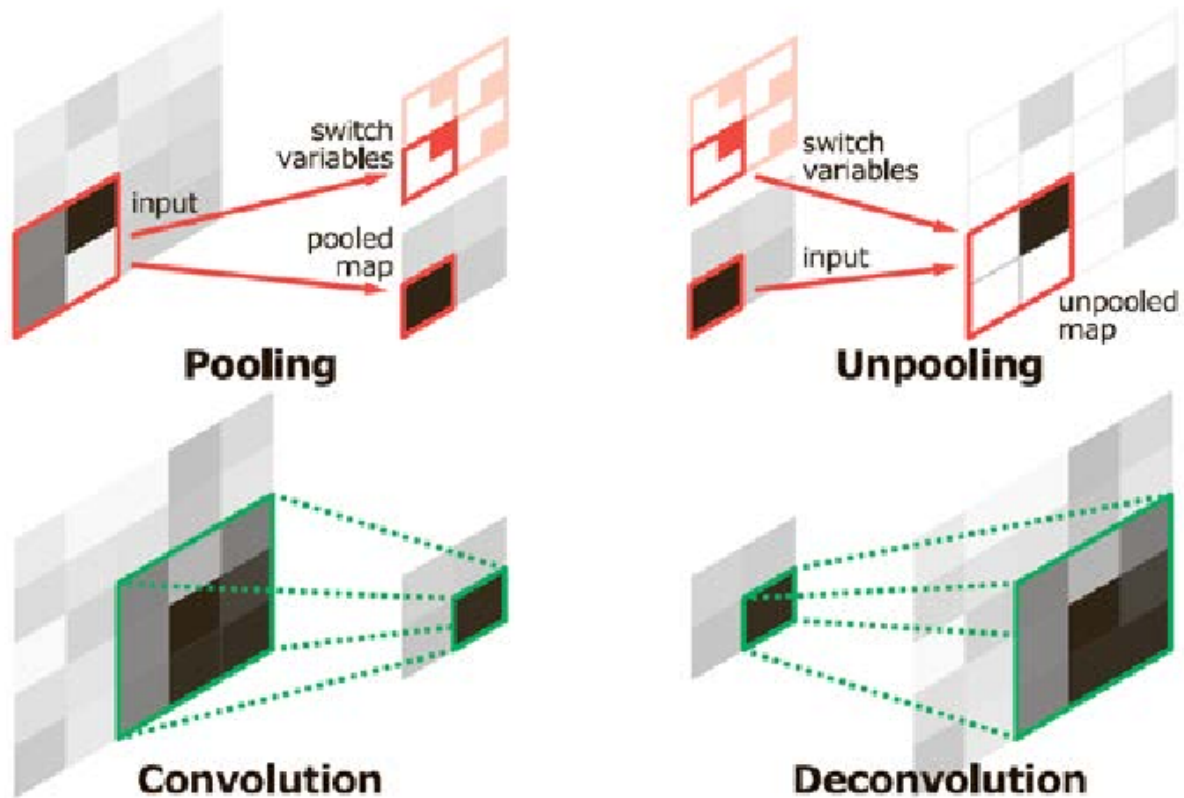 switch
variables
input
pooled
map
Pooling
switch
variables
input
unpooled
map
Unpooling
Convolution
Deconvolution